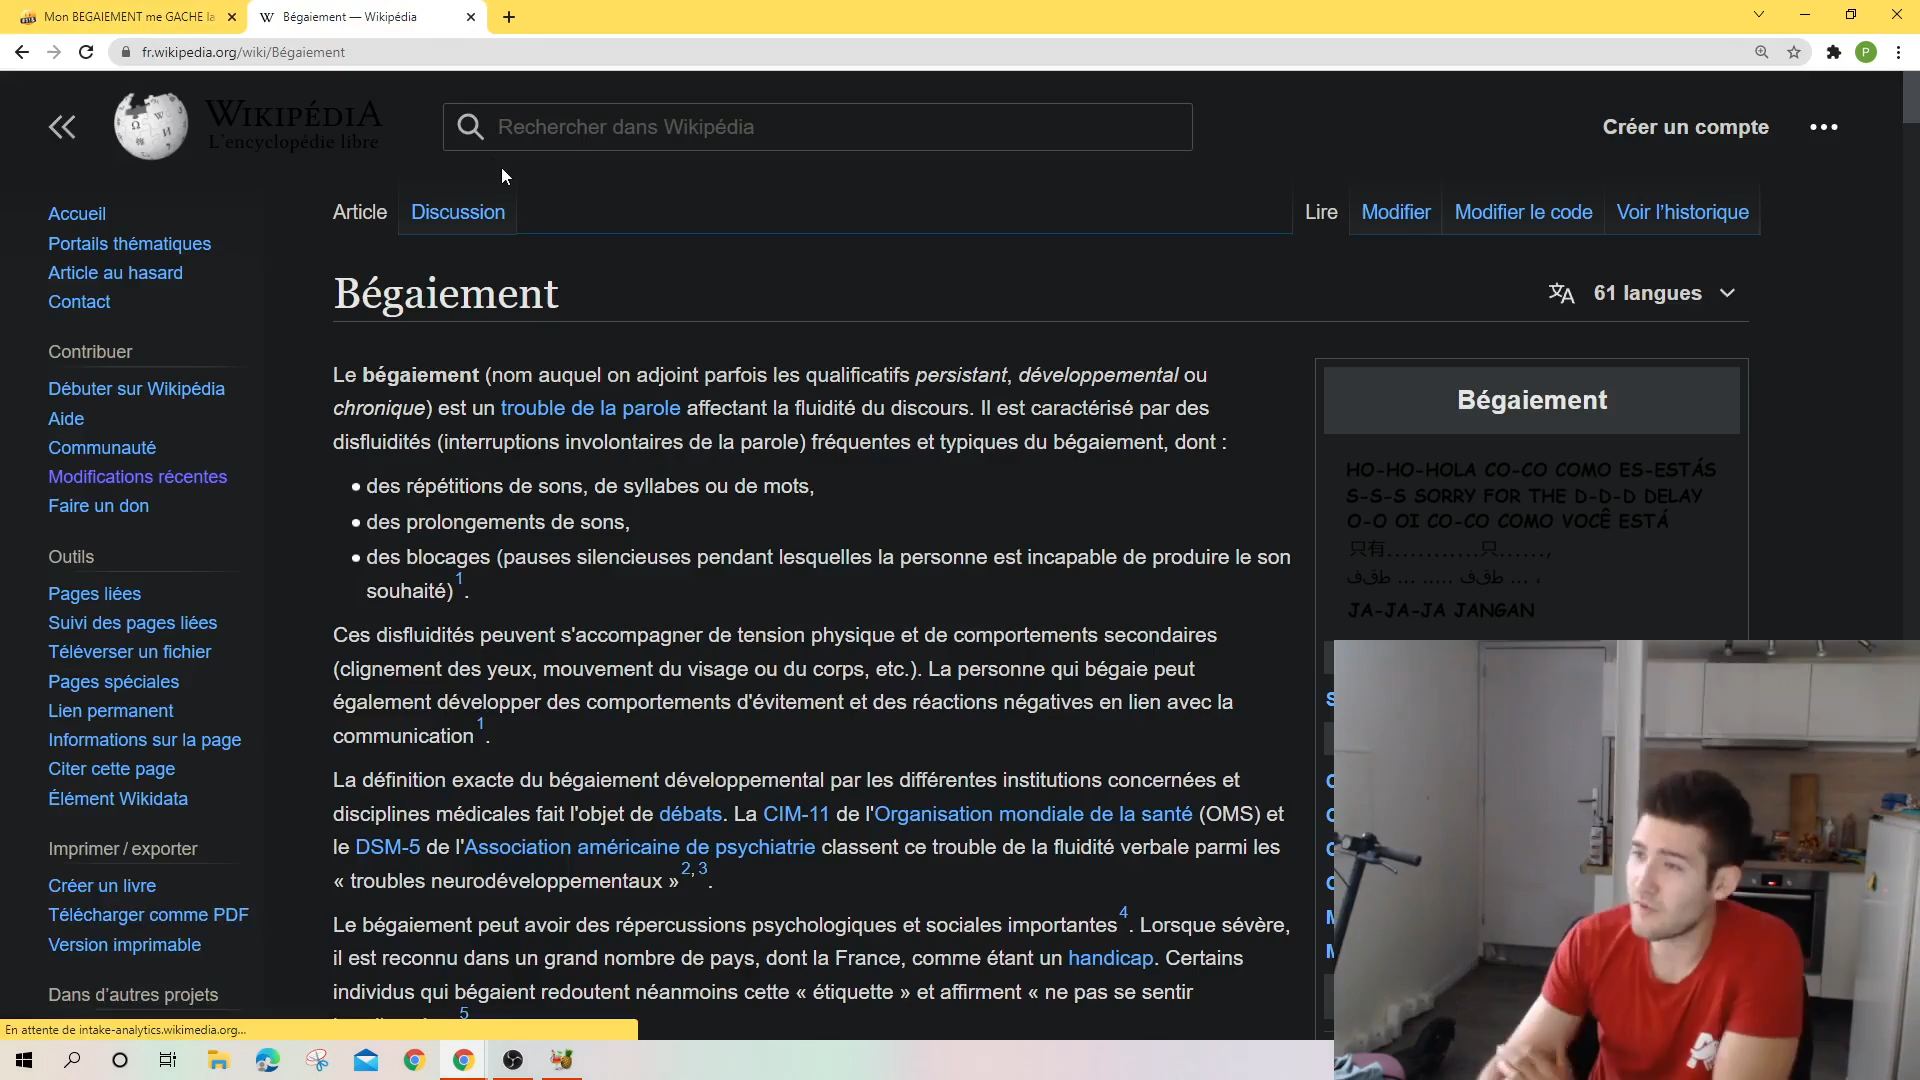 Mon BEGAIEMENT me GACHE la
Bégaiement — Wikipédia
fr.wikipedia.org/wiki/Bégaiement
P
WIKIPÉDIA
L'encyclopédie libre
Rechercher dans Wikipédia
Créer un compte
Accueil
Portails thématiques
Article au hasard
Contact
Contribuer
Débuter sur Wikipédia
Aide
Communauté
Modifications récentes
Faire un don
Outils
Pages liées
Suivi des pages liées
Téléverser un fichier
Pages spéciales
Lien permanent
Informations sur la page
Citer cette page
Élément Wikidata
Imprimer / exporter
Créer un livre
Télécharger comme PDF
Version imprimable
Dans d'autres projets
Article
Discussion
Lire
Modifier
Modifier le code
Voir l'historique
Bégaiement
61 langues
Le bégaiement (nom auquel on adjoint parfois les qualificatifs persistant, développemental ou
chronique) est un trouble de la parole affectant la fluidité du discours. Il est caractérisé par des
disfluidités (interruptions involontaires de la parole) fréquentes et typiques du bégaiement, dont :
• des répétitions de sons, de syllabes ou de mots,
• des prolongements de sons,
• des blocages (pauses silencieuses pendant lesquelles la personne est incapable de produire le son
souhaité) 1.
Ces disfluidités peuvent s'accompagner de tension physique et de comportements secondaires
(clignement des yeux, mouvement du visage ou du corps, etc.). La personne qui bégaie peut
également développer des comportements d'évitement et des réactions négatives en lien avec la
communication 1.
La définition exacte du bégaiement développemental par les différentes institutions concernées et
disciplines médicales fait l'objet de débats. La CIM-11 de l'Organisation mondiale de la santé (OMS) et
le DSM-5 de l'Association américaine de psychiatrie classent ce trouble de la fluidité verbale parmi les
« troubles neurodéveloppementaux » 2, 3.
Le bégaiement peut avoir des répercussions psychologiques et sociales importantes 4. Lorsque sévère,
il est reconnu dans un grand nombre de pays, dont la France, comme étant un handicap. Certains
individus qui bégaient redoutent néanmoins cette « étiquette » et affirment « ne pas se sentir
5
Bégaiement
HO-HO-HOLA CO-CO COMO ES-ESTÁS
S-S-S SORRY FOR THE D-D-D DELAY
O-O OI CO-CO COMO VOCÊ ESTÁ
只有............只......,
JA-JA-JA JANGAN
En attente de intake-analytics.wikimedia.org...